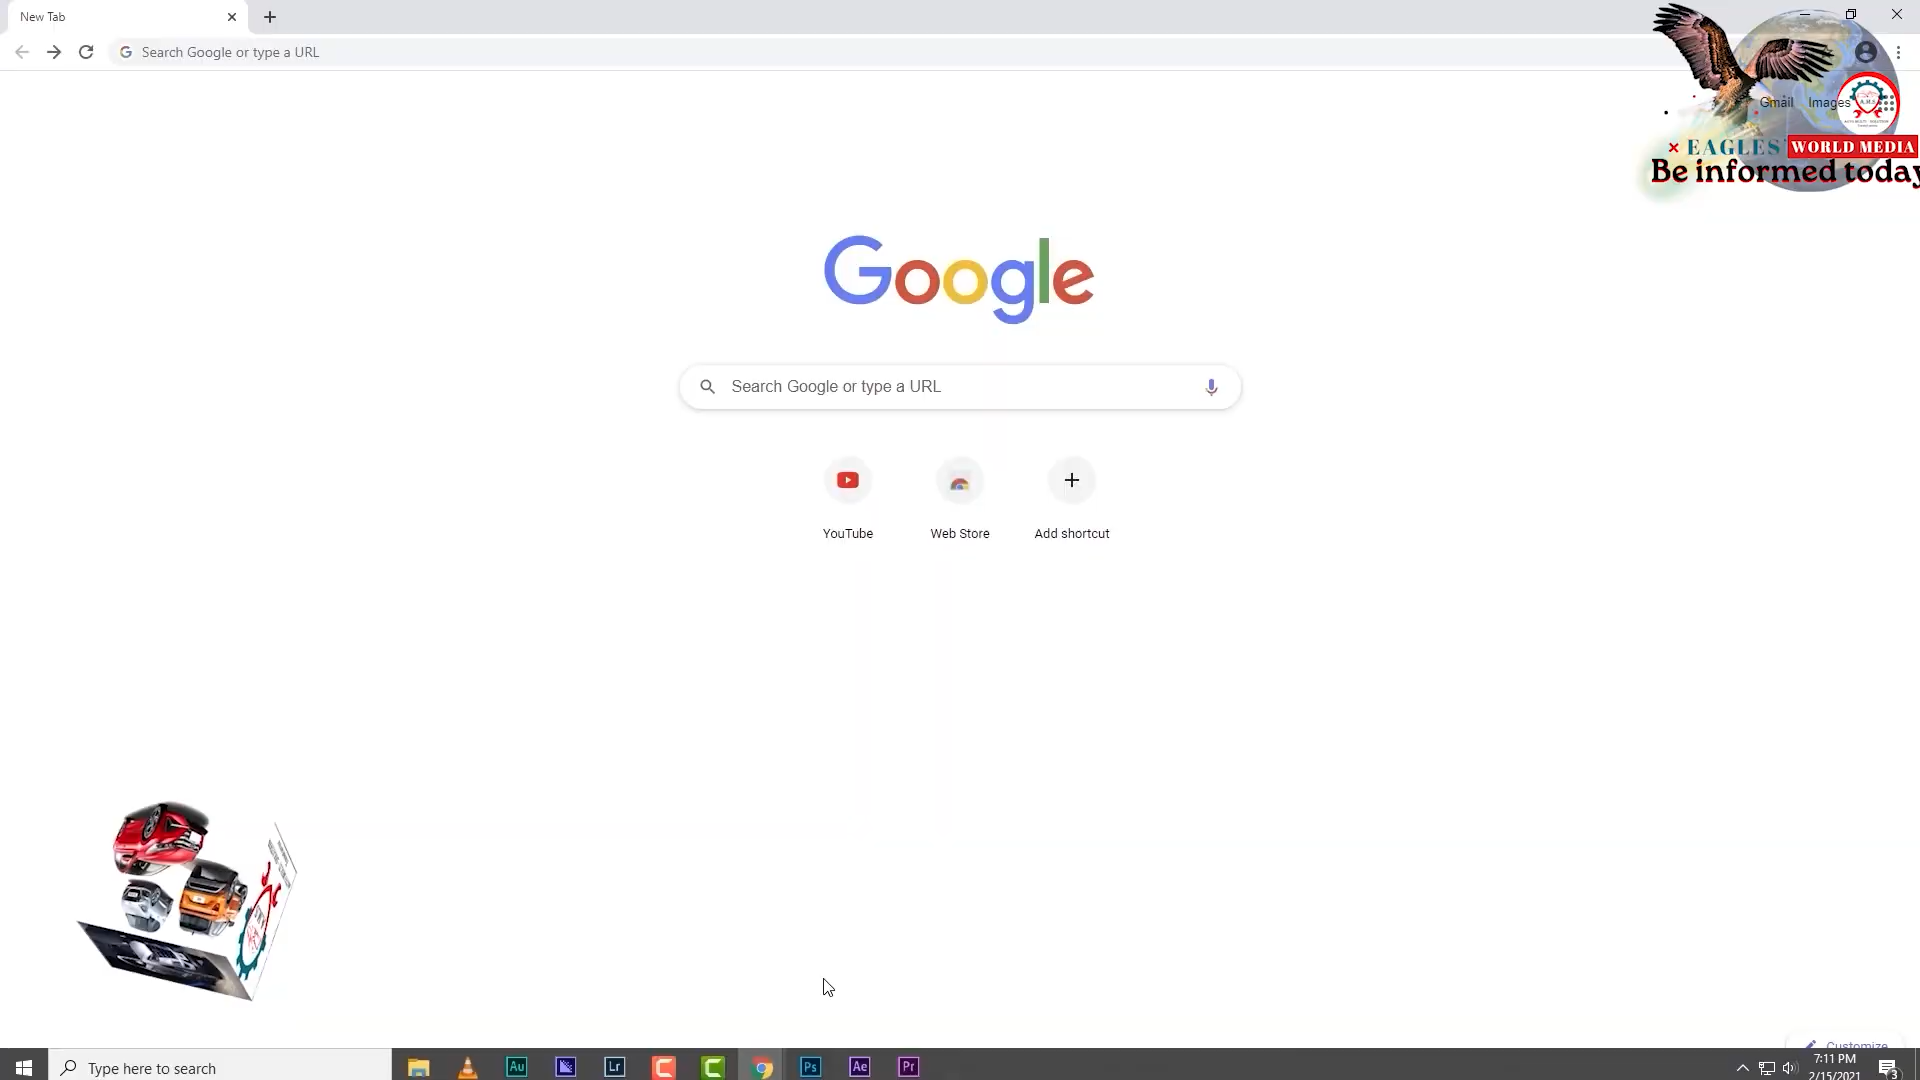 New Tab
Search Google or type a URL
Gmail Images
EAGLES' WORLD MEDIA
Be informed today
Google
Search Google or type a URL
YouTube
Web Store
Add shortcut
Customize
Type here to search
Au
Lr
Ps
Ae
Pr
7:11 PM
2/15/2021
3